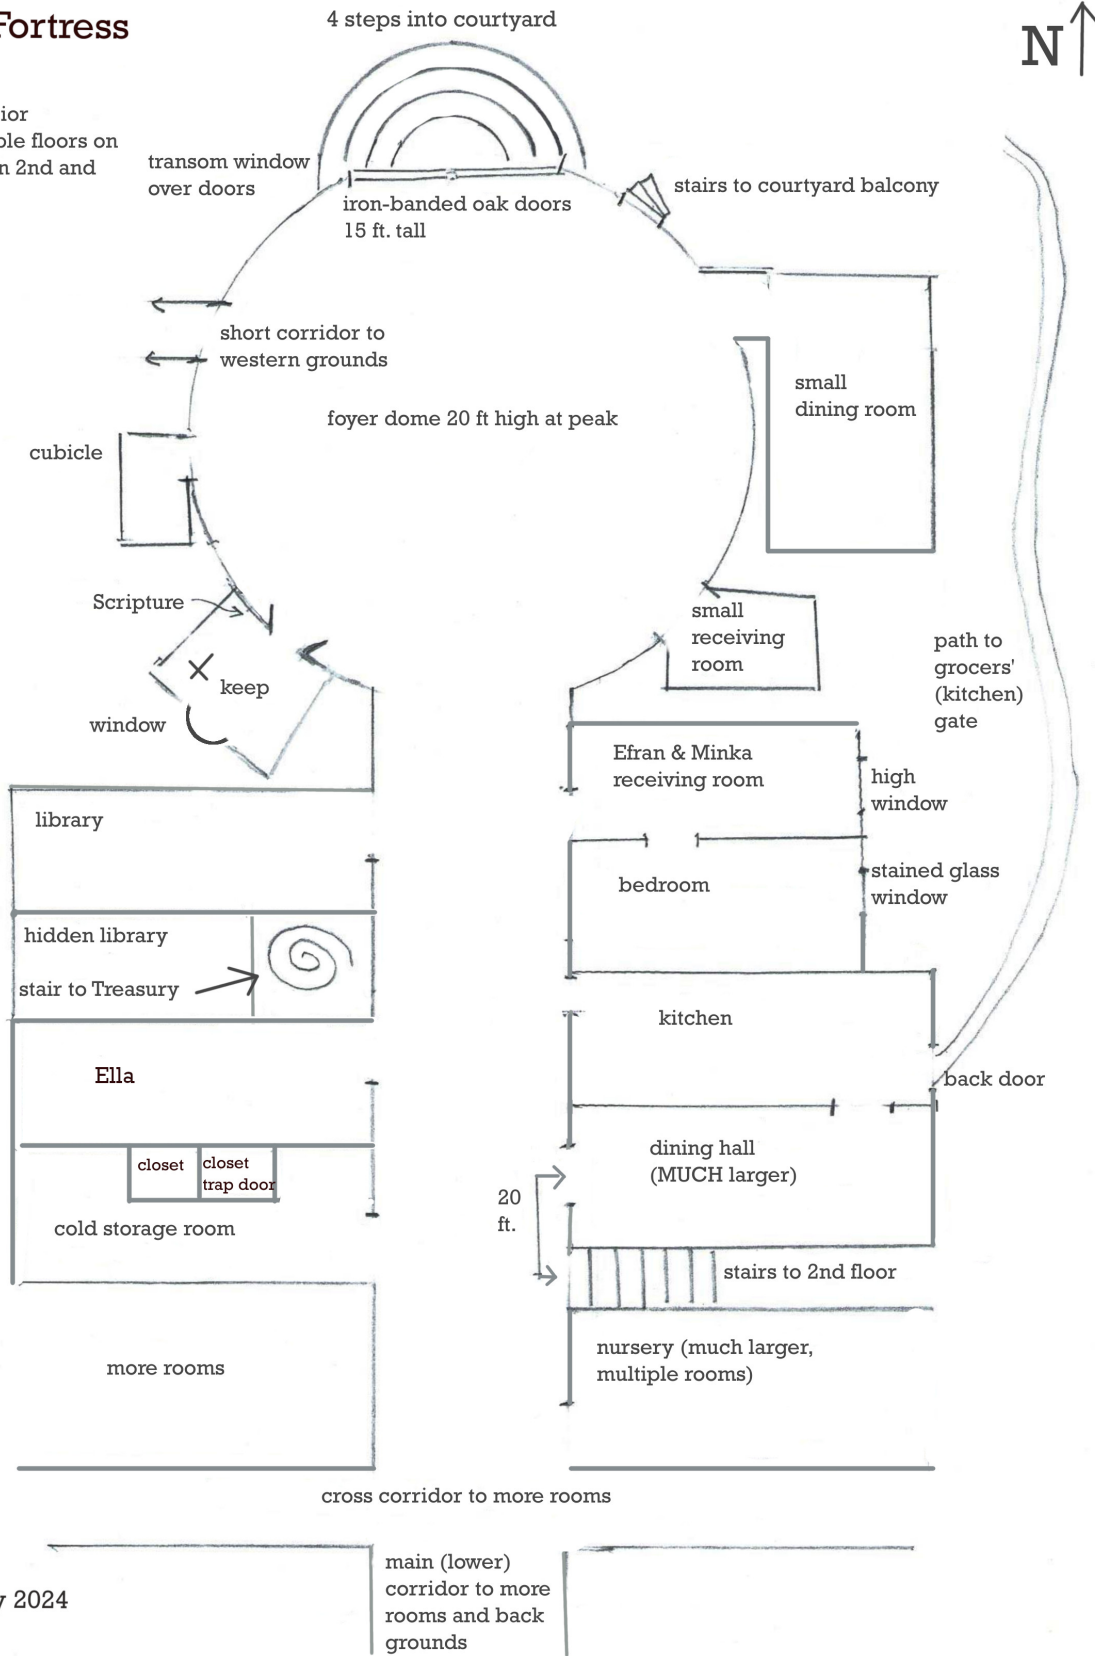 Fortress
4 steps into courtyard
N
ior
ble floors on
n 2nd and
transom window
over doors
stairs to courtyard balcony
iron-banded oak doors
15 ft. tall
short corridor to
western grounds
small
dining room
foyer dome 20 ft high at peak
cubicle
Scripture
small
receiving
room
path to
grocers'
(kitchen)
gate
keep
window
Efran & Minka
receiving room
high
window
library
stained glass
window
bedroom
hidden library
stair to Treasury
kitchen
Ella
back door
dining hall
(MUCH larger)
closet
closet
trap door
20
ft.
cold storage room
stairs to 2nd floor
nursery (much larger,
multiple rooms)
more rooms
cross corridor to more rooms
main (lower)
corridor to more
rooms and back
grounds
y 2024